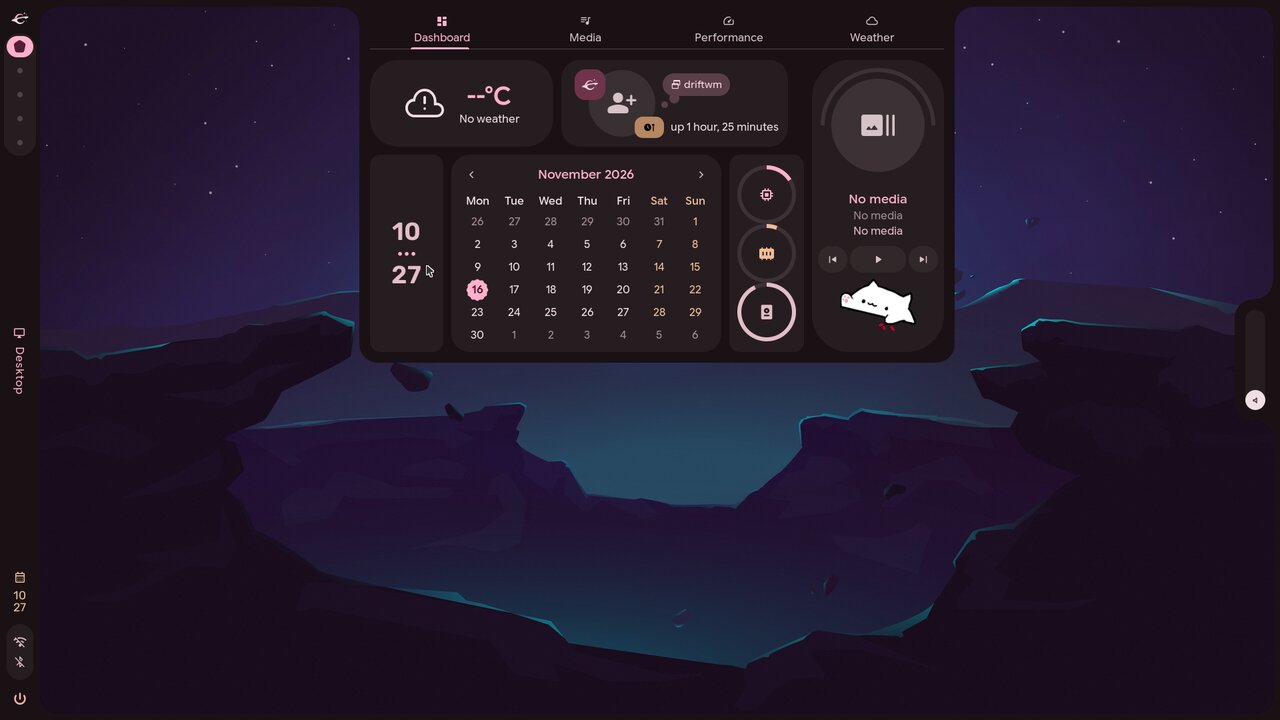 Dashboard
Media
Performance
Weather
--°C
No weather
driftwm
up 1 hour, 25 minutes
10
27
November 2026
Mon Tue Wed Thu Fri Sat Sun
26 27 28 29 30 31 1
2 3 4 5 6 7 8
9 10 11 12 13 14 15
16 17 18 19 20 21 22
23 24 25 26 27 28 29
30 1 2 3 4 5 6
No media
No media
No media
Desktop
10
27